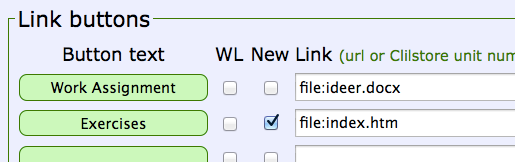 Link buttons
Button text WL New Link (url or Clilstore unit num
Work Assignment file:ideer.docx
Exercises file:index.htm